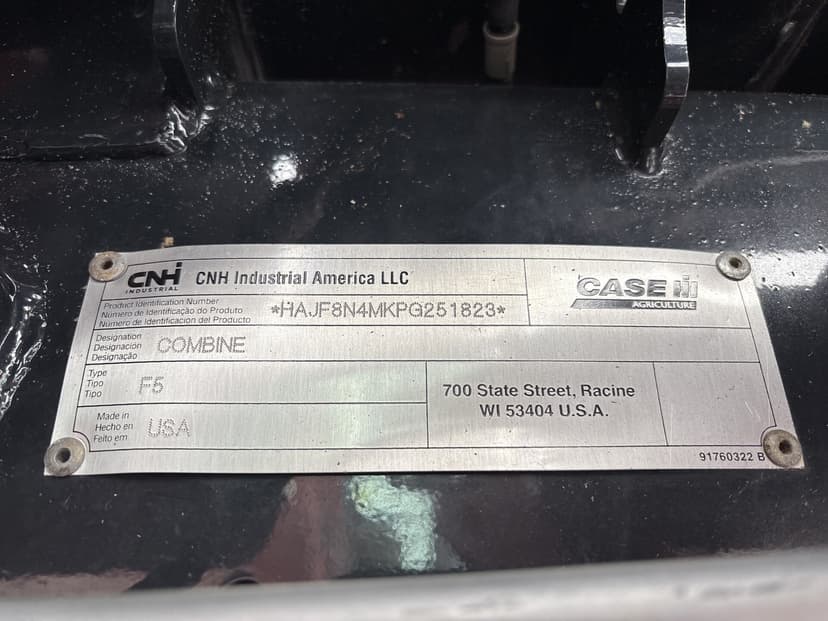 CNH
INDUSTRIAL
CNH Industrial America LLC
Product Identification Number
Número de Identificação do Produto
Número de Identificacion del Producto
*HAJF8N4MKPG251823*
CASE IH
AGRICULTURE
Designation
Designación
Designação
COMBINE
Type
Tipo
Tipo
F5
Made in
Hecho en
Feito em
USA
700 State Street, Racine
WI 53404 U.S.A.
91760322 B